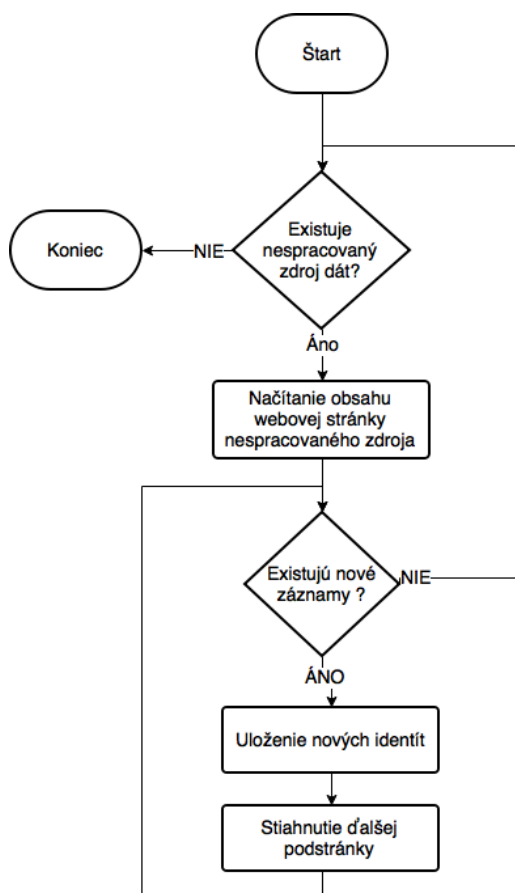 Štart
Existuje
nespracovaný
zdroj dát?
NIE
Koniec
Áno
Načítanie obsahu
webovej stránky
nespracovaného zdroja
Existujú nové
záznamy ?
NIE
ÁNO
Uloženie nových identít
Stiahnutie ďalšej
podstránky